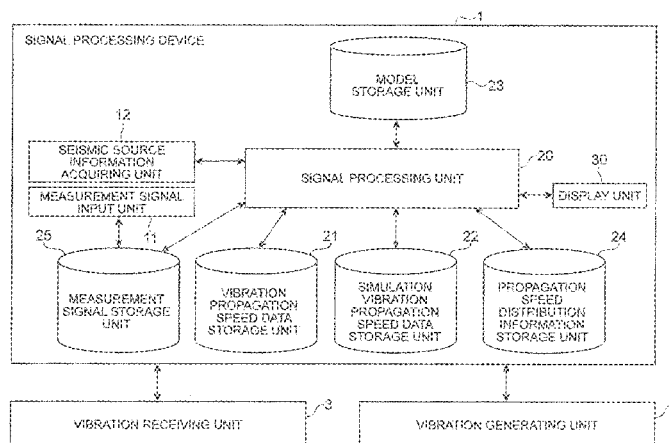 1
SIGNAL PROCESSING DEVICE
MODEL
STORAGE UNIT
23
12
SEISMIC SOURCE
INFORMATION
ACQUIRING UNIT
SIGNAL PROCESSING UNIT
20
30
DISPLAY UNIT
MEASUREMENT SIGNAL
INPUT UNIT
11
25
MEASUREMENT
SIGNAL STORAGE
UNIT
21
VIBRATION
PROPAGATION
SPEED DATA
STORAGE UNIT
22
SIMULATION
VIBRATION
PROPAGATION
SPEED DATA
STORAGE UNIT
24
PROPAGATION
SPEED
DISTRIBUTION
INFORMATION
STORAGE UNIT
VIBRATION RECEIVING UNIT
3
VIBRATION GENERATING UNIT